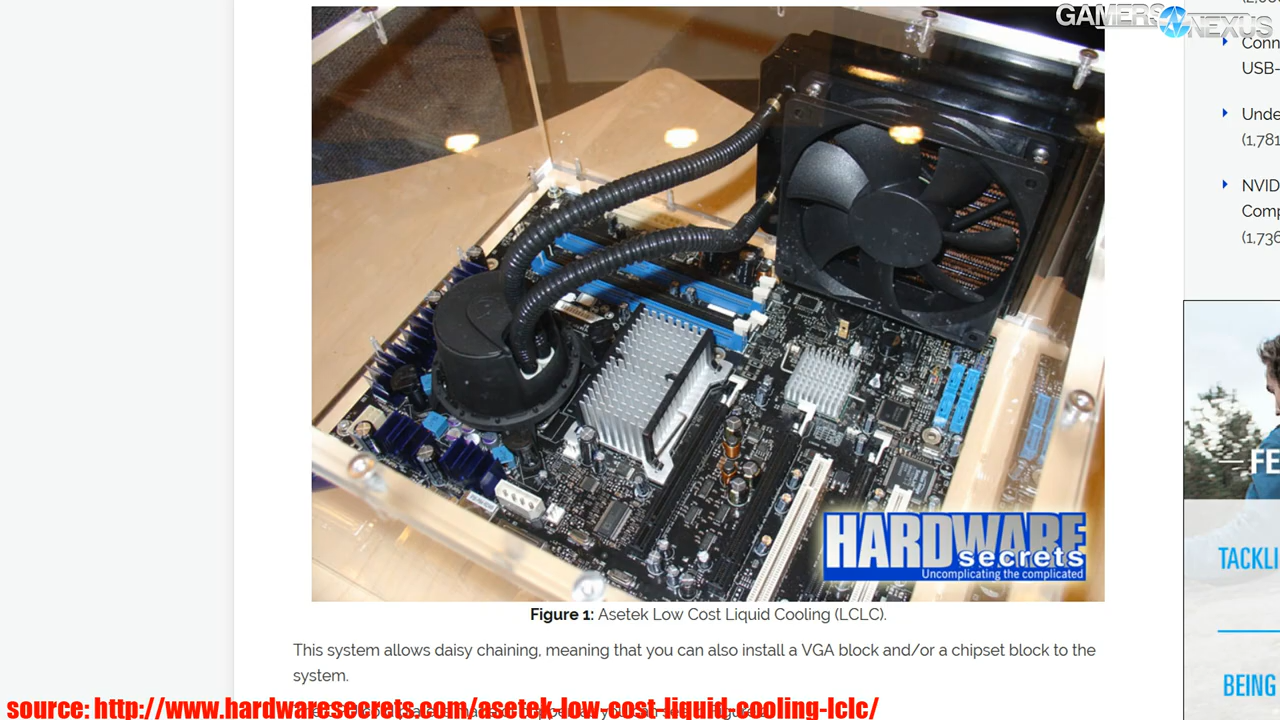 GAMERS NEXUS
(2,0
Conn
USB-
Unde
(1,781
NVID
Comp
(1,736
HARDWARE
secrets
Uncomplicating the complicated
Figure 1: Asetek Low Cost Liquid Cooling (LCLC).
This system allows daisy chaining, meaning that you can also install a VGA block and/or a chipset block to the
system.
FE
TACKLI
BEING
source: http://www.hardwaresecrets.com/asetek-low-cost-liquid-cooling-lclc/